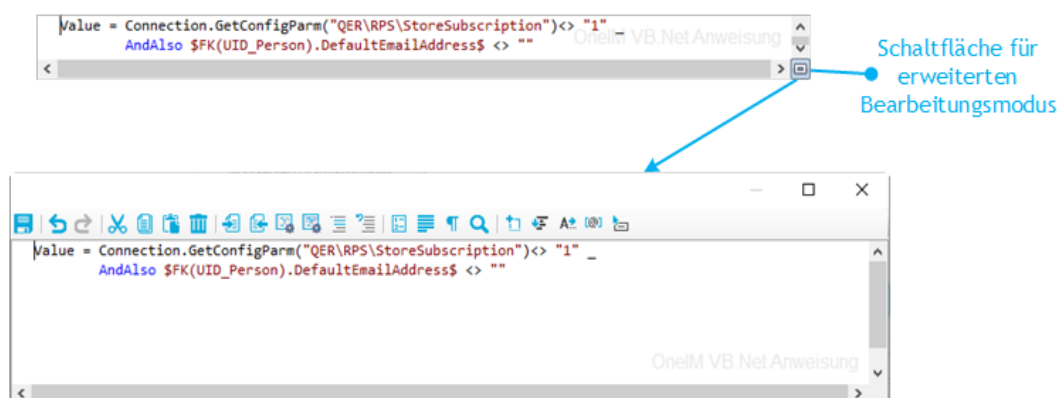 Value = Connection.GetConfigParm("QER\RPS\StoreSubscription")<> "1" _
AndAlso $FK(UID_Person).DefaultEmailAddress$ <> ""
OneIM VB.Net Anweisung
Schaltfläche für
erweiterten
Bearbeitungsmodus
Value = Connection.GetConfigParm("QER\RPS\StoreSubscription")<> "1" _
AndAlso $FK(UID_Person).DefaultEmailAddress$ <> ""
OneIM VB.Net Anweisung